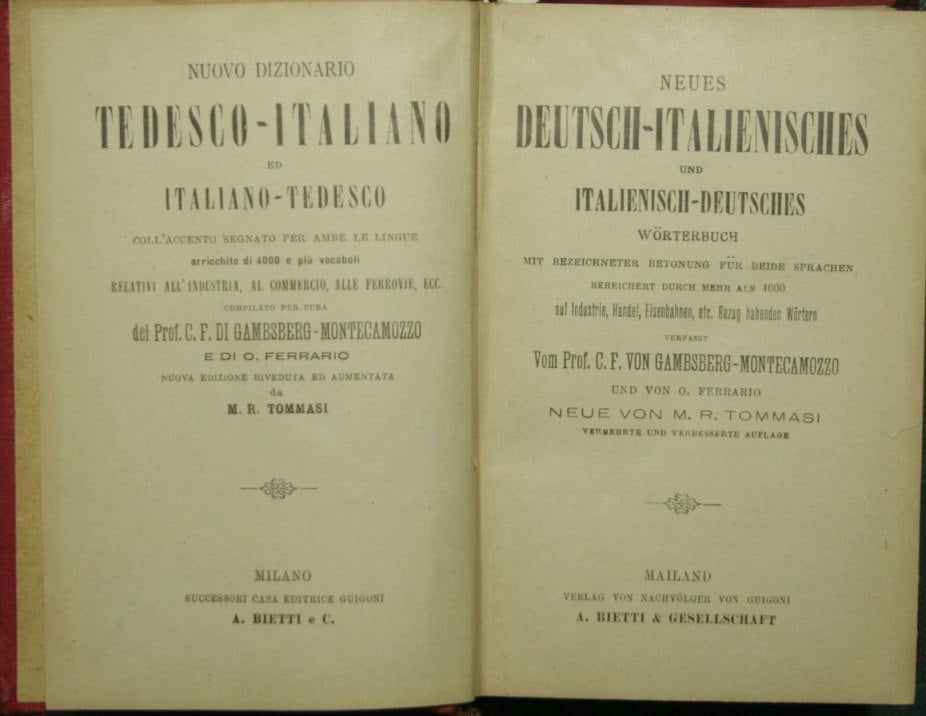 NUOVO DIZIONARIO
TEDESCO-ITALIANO
ED
ITALIANO-TEDESCO
COLL'ACCENTO SEGNATO PER AMBE LE LINGUE
arricchito di 4000 e più vocaboli
RELATIVI ALL'INDUSTRIA, AL COMMERCIO, ALLE FERROVIE, ECC.
COMPILATO PER CURA
del Prof. C. F. DI GAMBSBERG-MONTECAMOZZO
E DI O. FERRARIO
NUOVA EDIZIONE RIVEDUTA ED AUMENTATA
da
M. R. TOMMASI
MILANO
SUCCESSORI CASA EDITRICE GUIGONI
A. BIETTI e C.
NEUES
DEUTSCH-ITALIENISCHES
UND
ITALIENISCH-DEUTSCHES
WÖRTERBUCH
MIT BEZEICHNETER BETONUNG FÜR BEIDE SPRACHEN
BEREICHERT DURCH MEHR ALS 4000
auf Industrie, Handel, Eisenbahnen, etc. Bezug habenden Würtern
VERFASST
Vom Prof. C. F. VON GAMBSBERG-MONTECAMOZZO
UND VON O. FERRARIO
NEUE VON M. R. TOMMASI
VERMEHRTE UND VERBESSERTE AUFLAGE
MAILAND
VERLAG VON NACHVÖLGER VON GUIGONI
A. BIETTI & GESELLSCHAFT